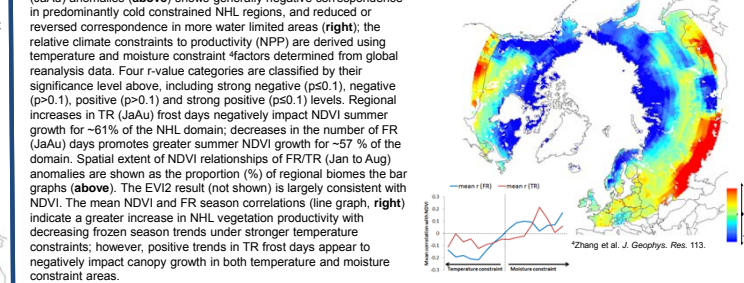 (JaAu) anomalies (above) shows generally negative correspondence
in predominantly cold constrained NHL regions, and reduced or
reversed correspondence in more water limited areas (right); the
relative climate constraints to productivity (NPP) are derived using
temperature and moisture constraint ⁴factors determined from global
reanalysis data. Four r-value categories are classified by their
significance level above, including strong negative (p≤0.1), negative
(p>0.1), positive (p>0.1) and strong positive (p≤0.1) levels. Regional
increases in TR (JaAu) frost days negatively impact NDVI summer
growth for ~61% of the NHL domain; decreases in the number of FR
(JaAu) days promotes greater summer NDVI growth for ~57 % of the
domain. Spatial extent of NDVI relationships of FR/TR (Jan to Aug)
anomalies are shown as the proportion (%) of regional biomes the bar
graphs (above). The EVI2 result (not shown) is largely consistent with
NDVI. The mean NDVI and FR season correlations (line graph, right)
indicate a greater increase in NHL vegetation productivity with
decreasing frozen season trends under stronger temperature
constraints; however, positive trends in TR frost days appear to
negatively impact canopy growth in both temperature and moisture
constraint areas.
mean r (FR) mean r (TR)
Mean correlation with NDVI
0.3
0.2
0.1
0
-0.1
-0.2
-0.3
Temperature constraint
Moisture constraint
⁴Zhang et al. J. Geophys. Res. 113.